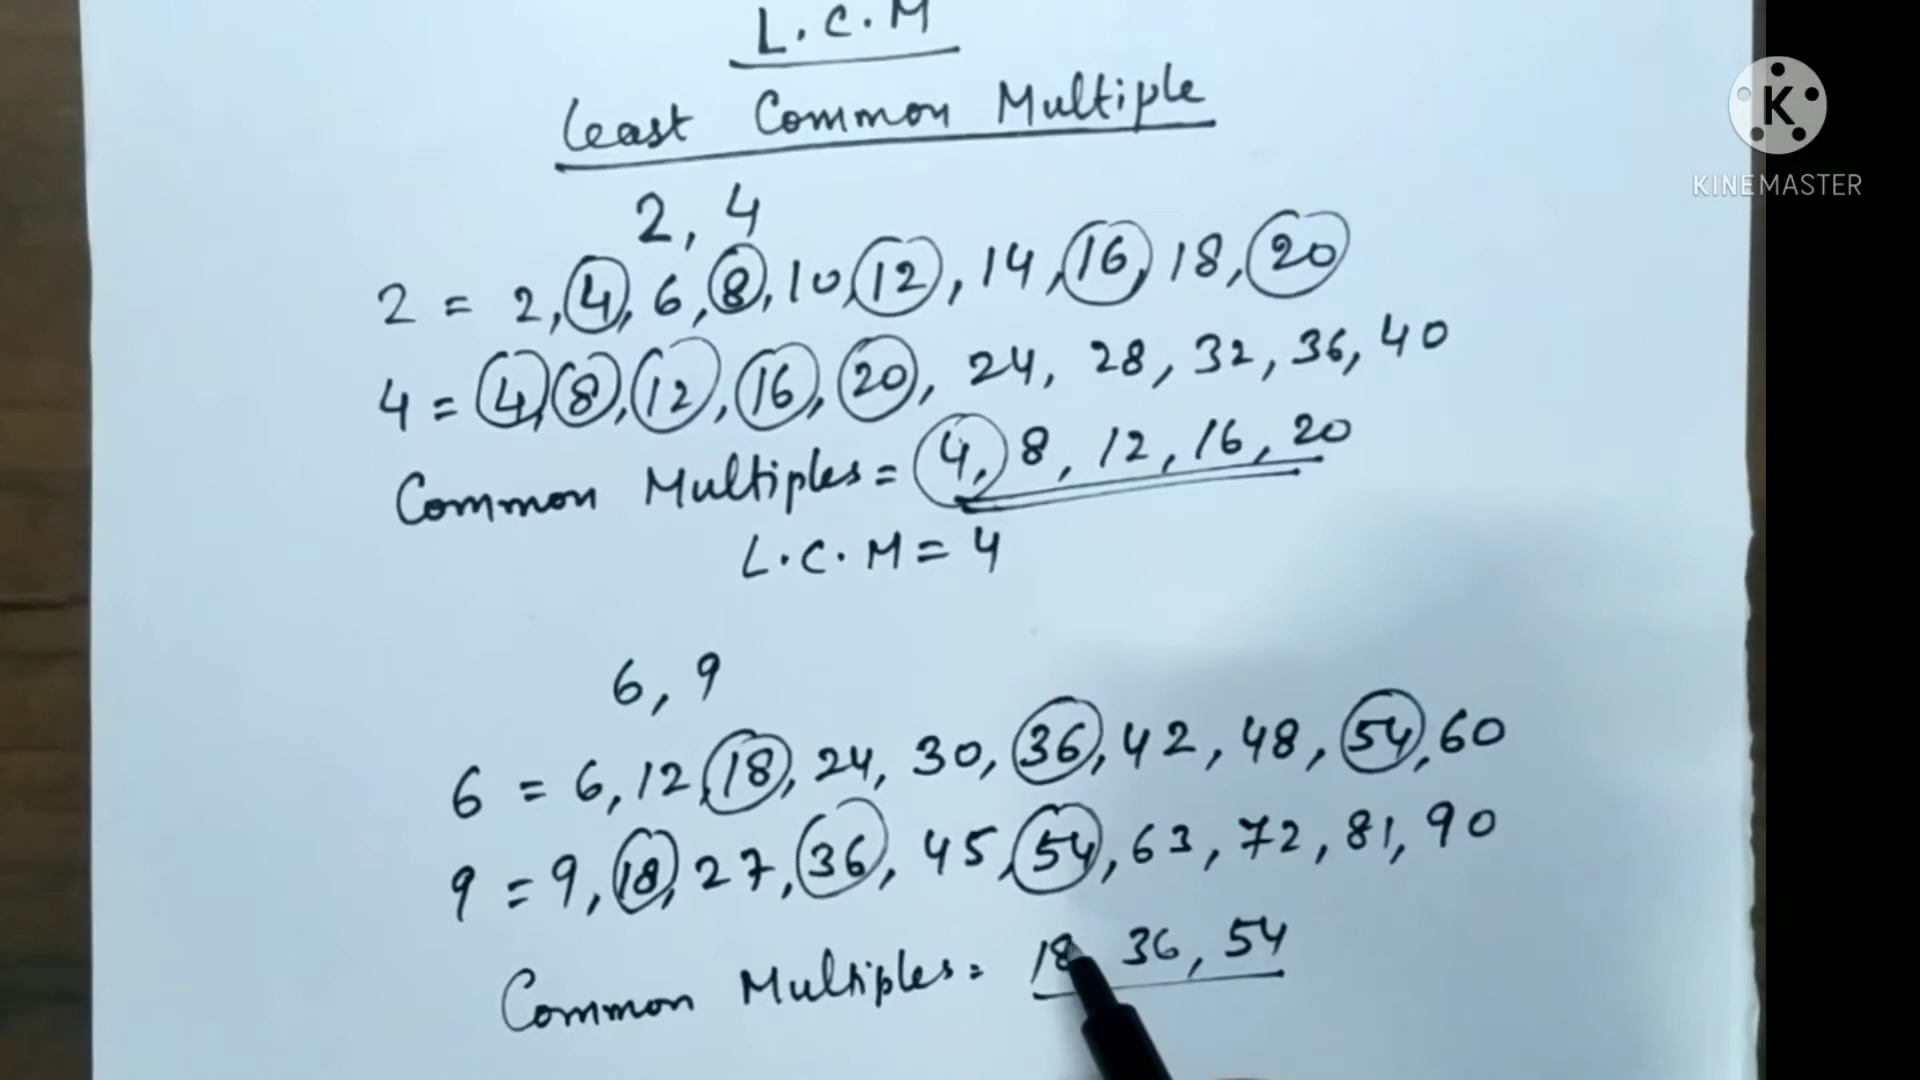 L.C.M
Least Common Multiple
2, 4
2 = 2, 4, 6, 8, 10, 12, 14, 16, 18, 20
4 = 4, 8, 12, 16, 20, 24, 28, 32, 36, 40
Common Multiples = 4, 8, 12, 16, 20
L.C.M = 4
6, 9
6 = 6, 12, 18, 24, 30, 36, 42, 48, 54, 60
9 = 9, 18, 27, 36, 45, 54, 63, 72, 81, 90
Common Multiples = 18 36, 54
K
KINEMASTER